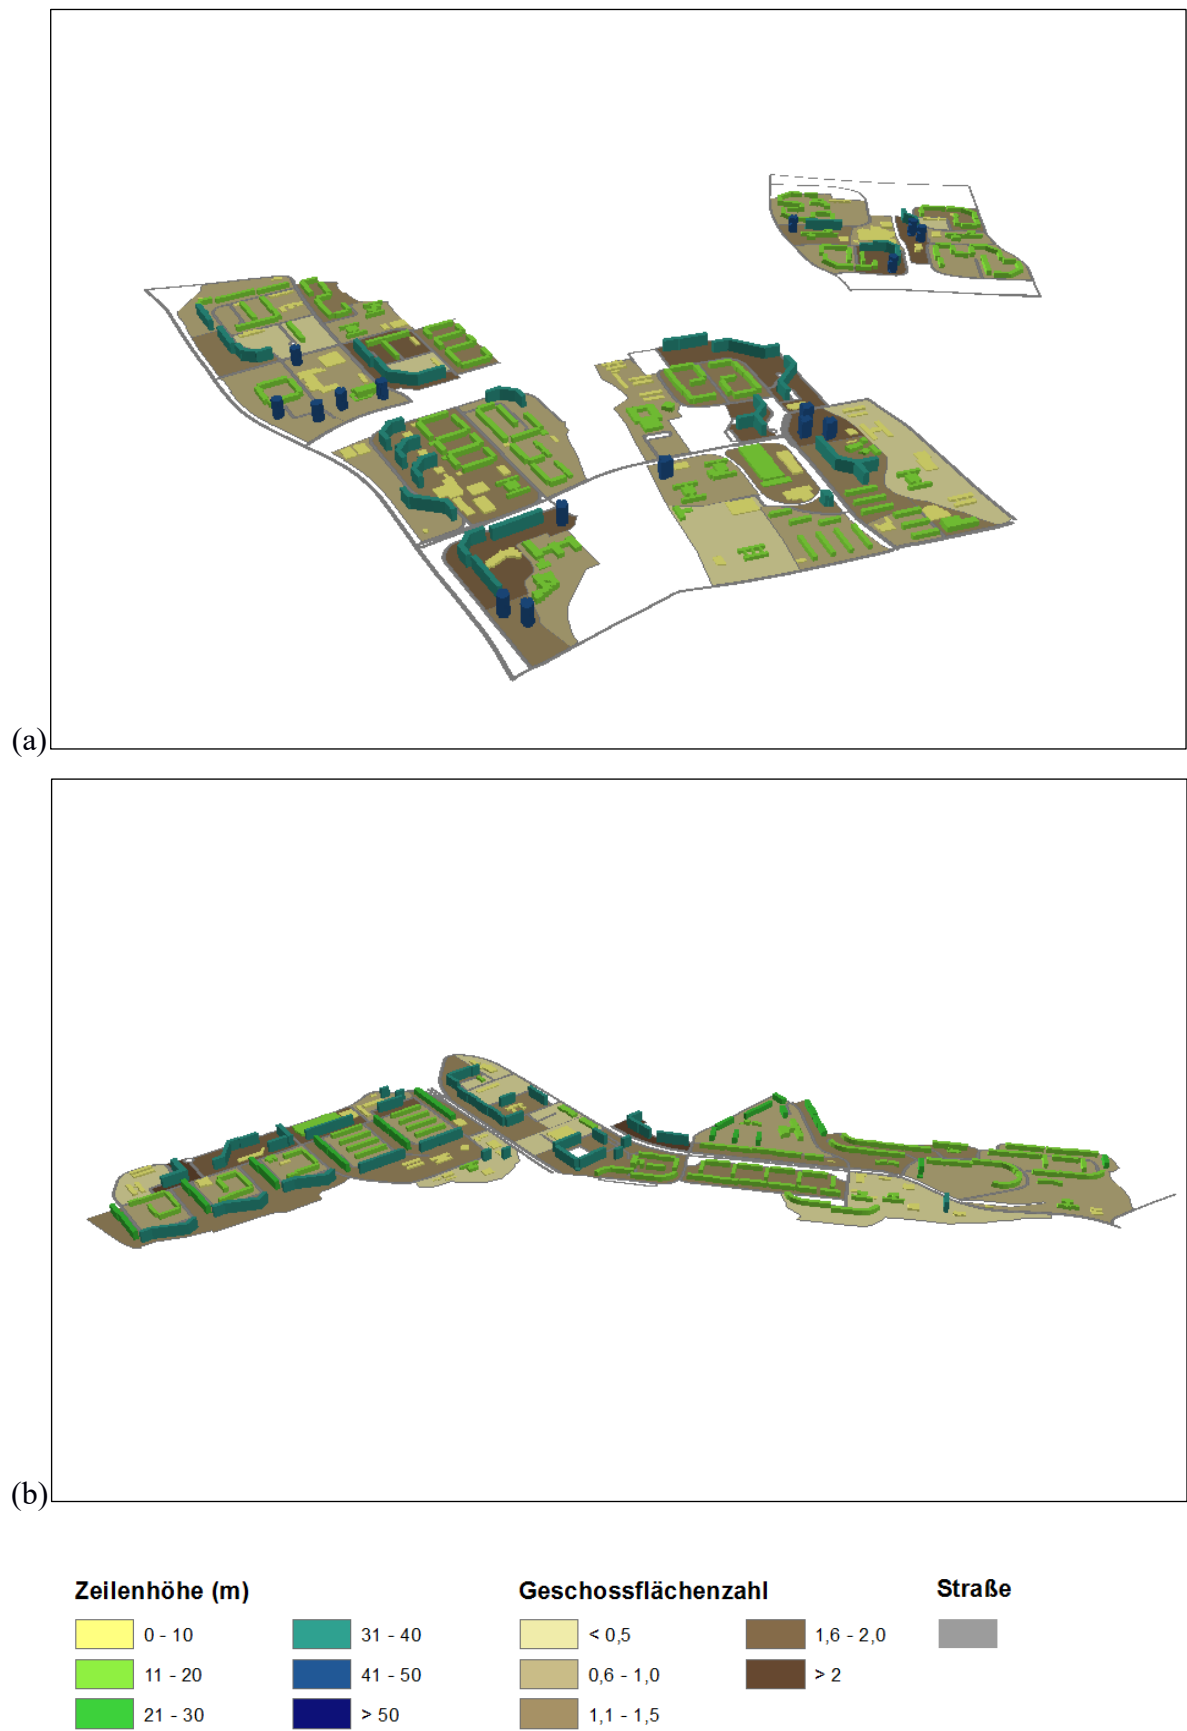 (a)
(b)
Zeilenhöhe (m)
0 - 10
11 - 20
21 - 30
31 - 40
41 - 50
> 50
Geschossflächenzahl
< 0,5
0,6 - 1,0
1,1 - 1,5
1,6 - 2,0
> 2
Straße